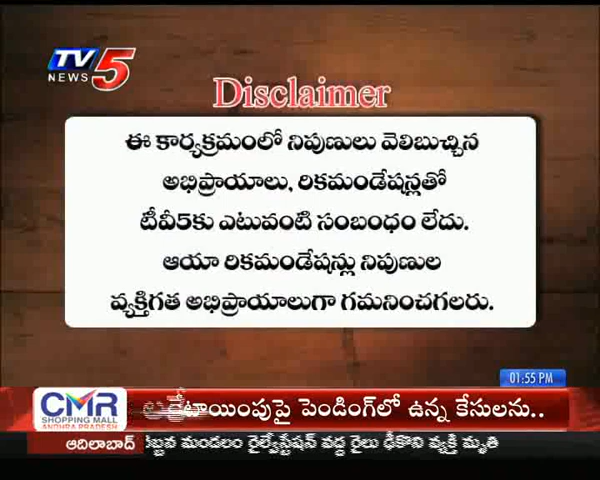 TV5
NEWS
Disclaimer
ఈ కార్యక్రమంలో నిపుణులు వెలిబుచ్చిన
అభిప్రాయాలు, రికమండేషన్లతో
టీవీ5కు ఎటువంటి సంబంధం లేదు.
ఆయా రికమండేషన్లు నిపుణుల
వ్యక్తిగత అభిప్రాయాలుగా గమనించగలరు.
01:55 PM
CMR
SHOPPING MALL
ANDHRA PRADESH
పెండింగ్‌లో ఉన్న కేసులను..
ఆదిలాబాద్
మండలం రైల్వేస్టేషన్ వద్ద రైలు ఢీకొని వ్యక్తి మృతి